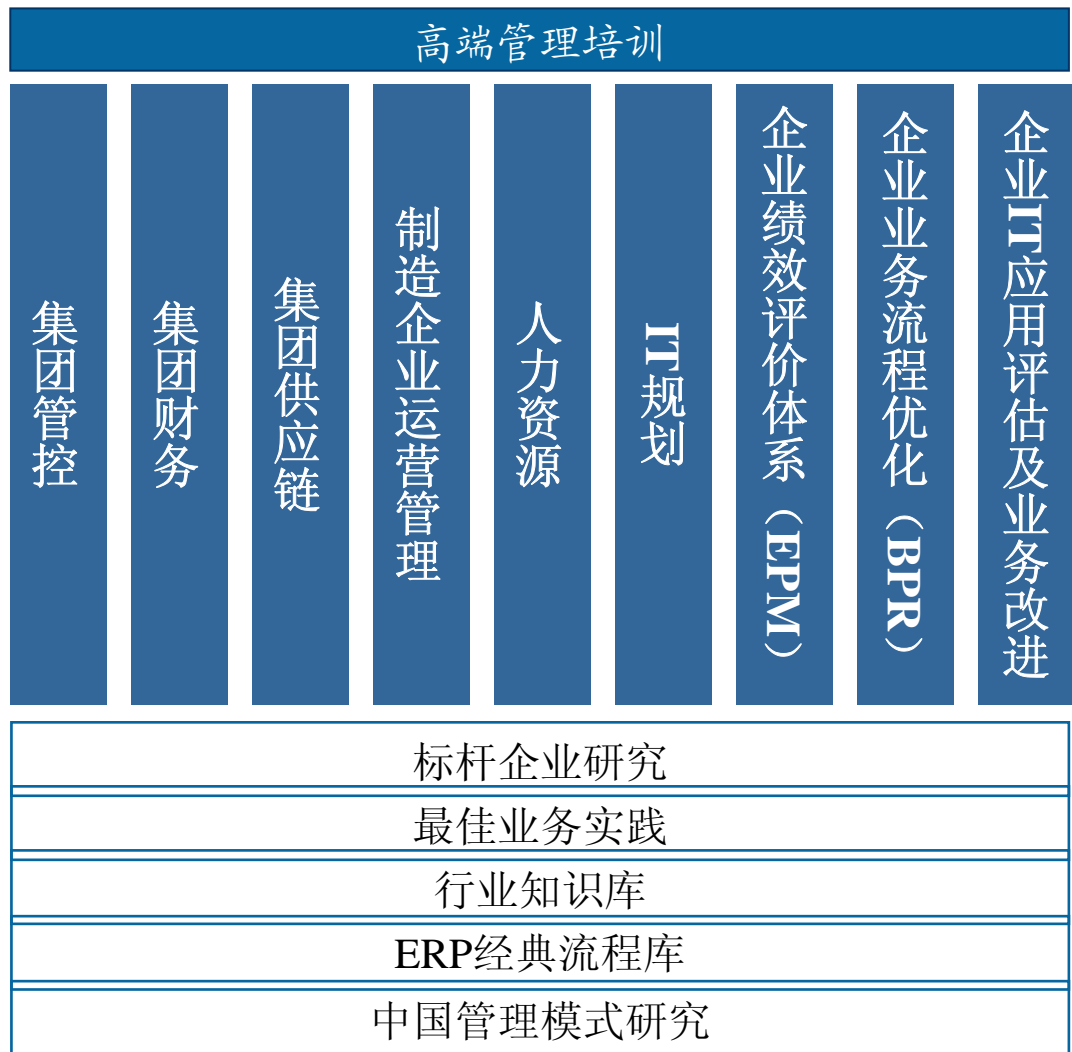 高端管理培训
集团管控
集团财务
集团供应链
制造企业运营管理
人力资源
IT规划
企业绩效评价体系（EPM）
企业业务流程优化（BPR）
企业IT应用评估及业务改进
标杆企业研究
最佳业务实践
行业知识库
ERP经典流程库
中国管理模式研究